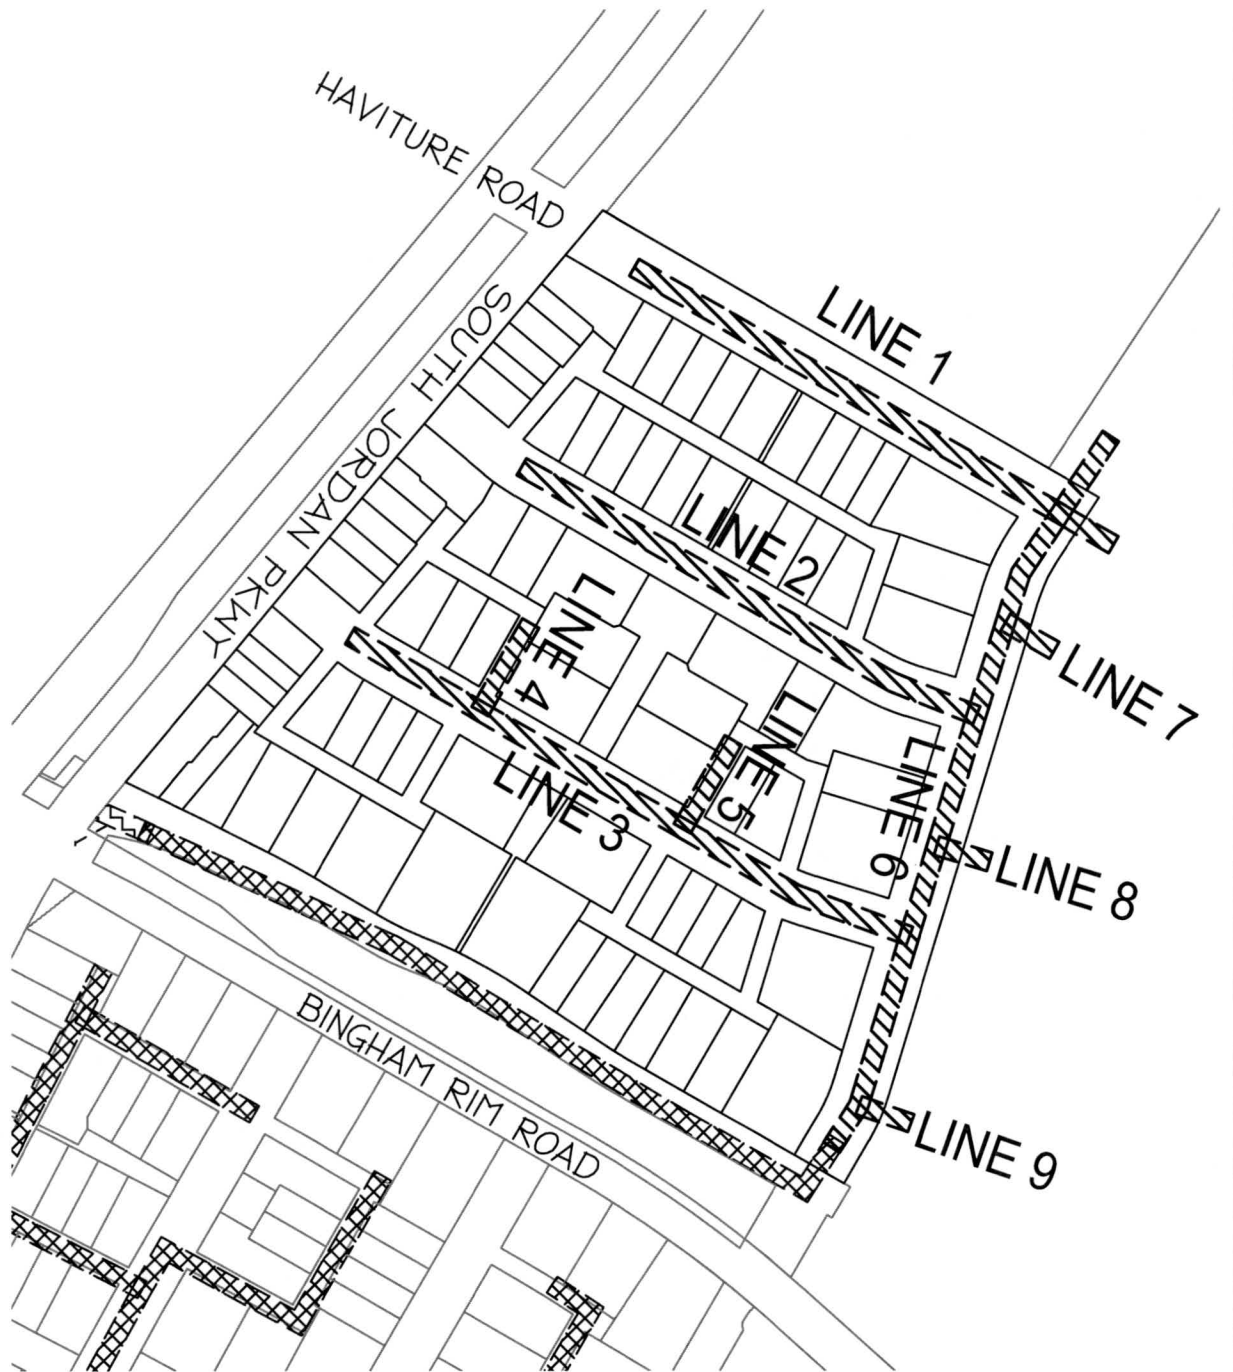 HAVITURE ROAD
SOUTH JORDAN PKWY
LINE 1
LINE 2
LINE 4
LINE 7
LINE 5
LINE 3
LINE 6
LINE 8
BINGHAM RIM ROAD
LINE 9